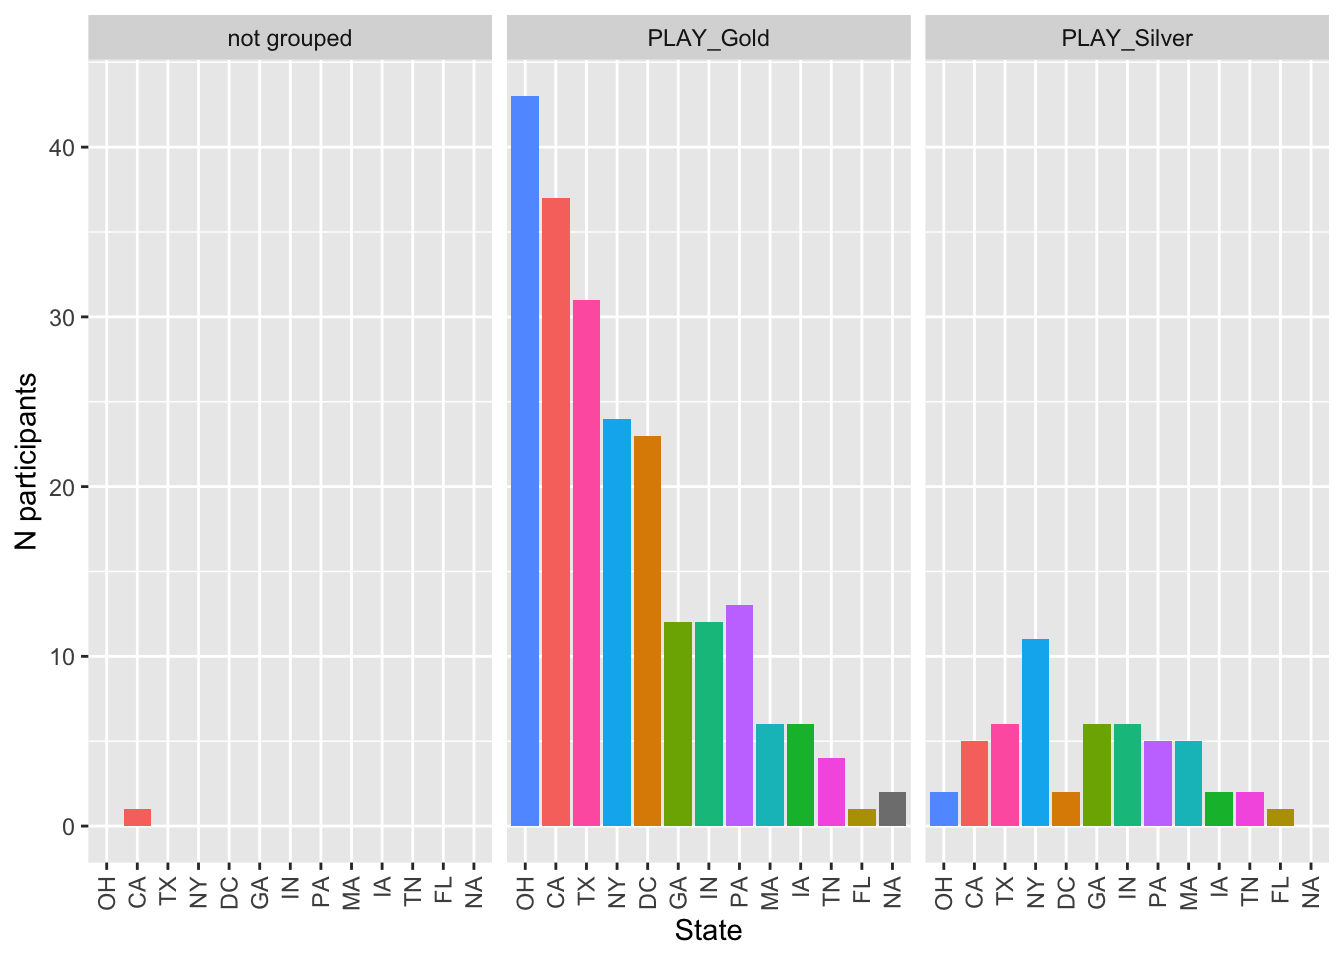 not grouped PLAY_Gold PLAY_Silver
N participants
40
30
20
10
0
OH CA TX NY DC GA IN PA MA IA TN FL NA OH CA TX NY DC GA IN PA MA IA TN FL NA OH CA TX NY DC GA IN PA MA IA TN FL NA
State